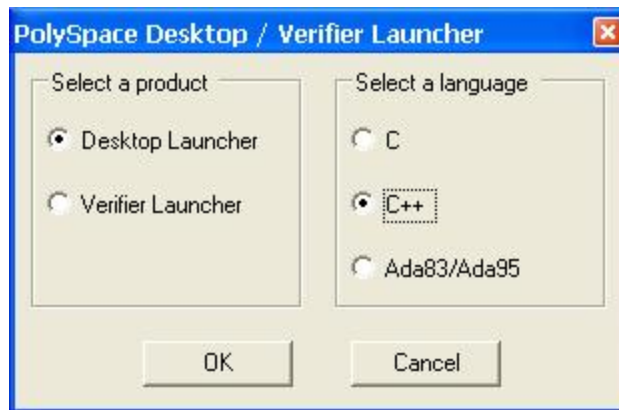 PolySpace Desktop / Verifier Launcher
Select a product
Desktop Launcher
Verifier Launcher
Select a language
C
C++
Ada83/Ada95
OK
Cancel